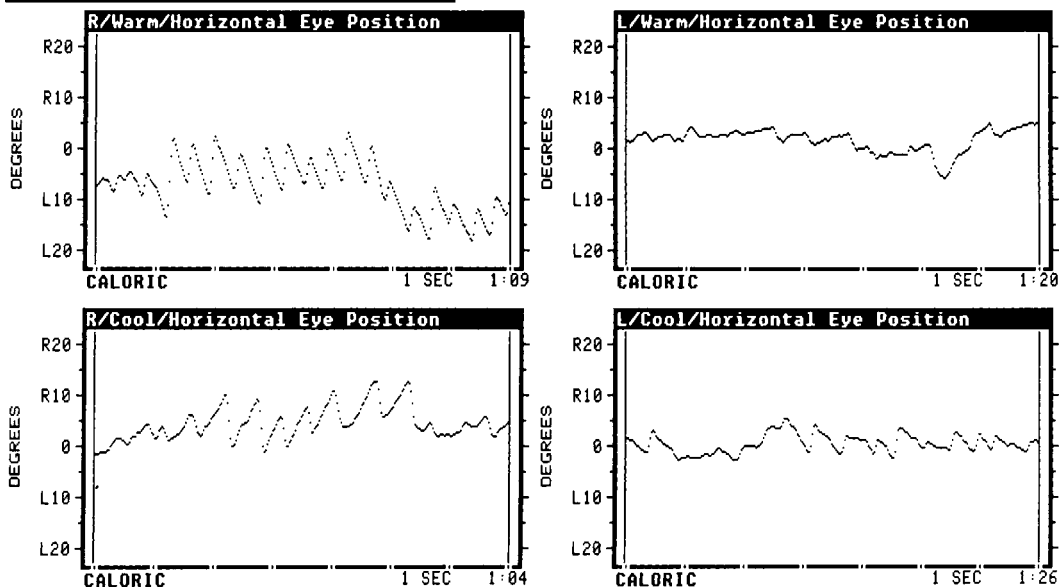 R/Warm/Horizontal Eye Position
R20
R10
0
L10
L20
DEGREES
CALORIC 1 SEC 1:09
L/Warm/Horizontal Eye Position
R20
R10
0
L10
L20
DEGREES
CALORIC 1 SEC 1:20
R/Cool/Horizontal Eye Position
R20
R10
0
L10
L20
DEGREES
CALORIC 1 SEC 1:04
L/Cool/Horizontal Eye Position
R20
R10
0
L10
L20
DEGREES
CALORIC 1 SEC 1:26